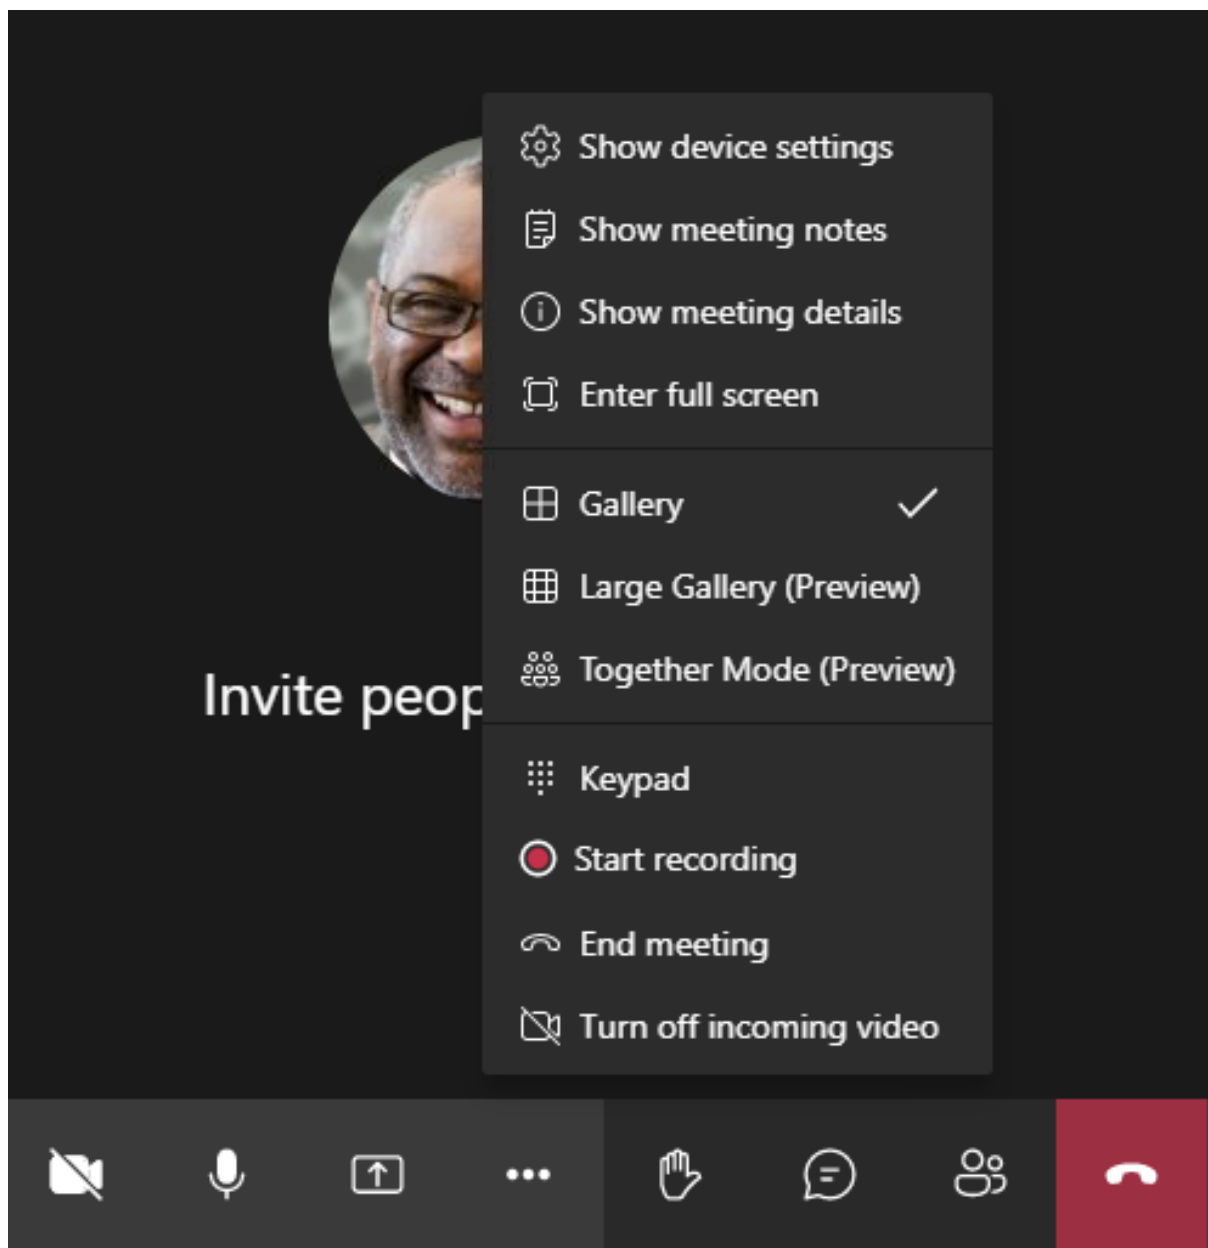 Show device settings
Show meeting notes
Show meeting details
Enter full screen
Gallery
Large Gallery (Preview)
Together Mode (Preview)
Invite peop
Keypad
Start recording
End meeting
Turn off incoming video